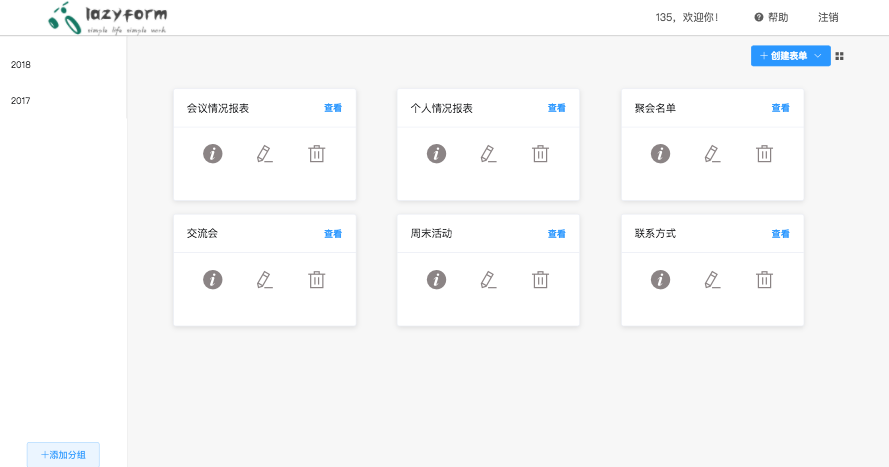 lazyform
simple life simple work
135，欢迎你！
帮助
注销
2018
2017
+ 创建表单
会议情况报表 查看
个人情况报表 查看
聚会名单 查看
交流会 查看
周末活动 查看
联系方式 查看
+添加分组